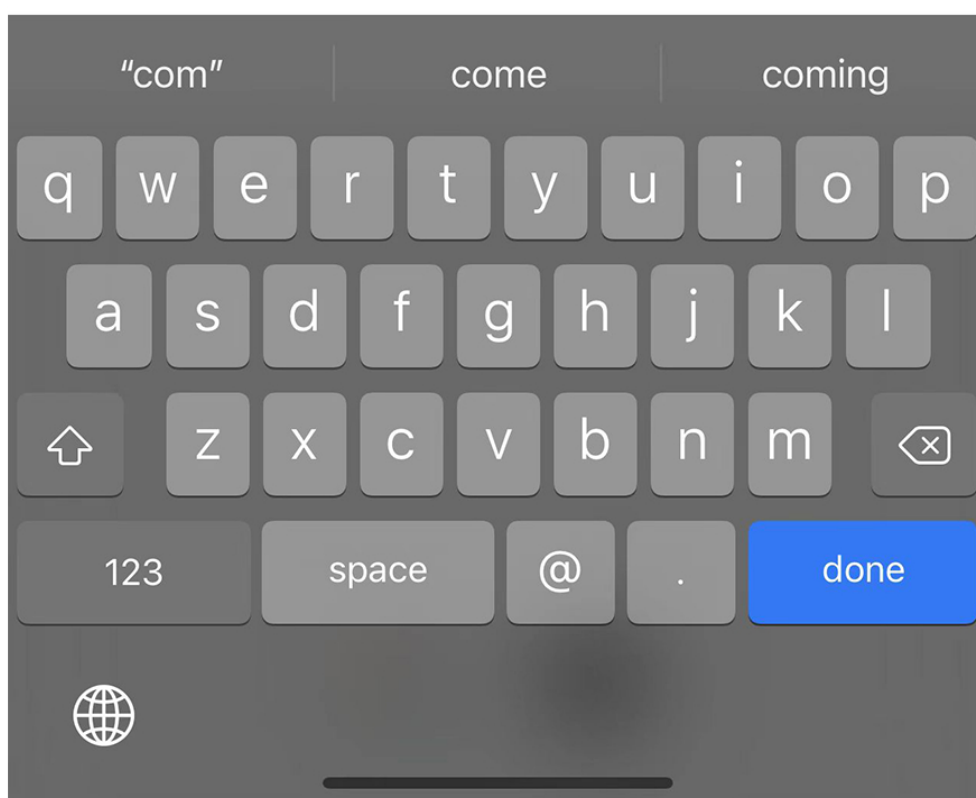 “com” come coming
q w e r t y u i o p
a s d f g h j k l
z x c v b n m
123 space @ . done